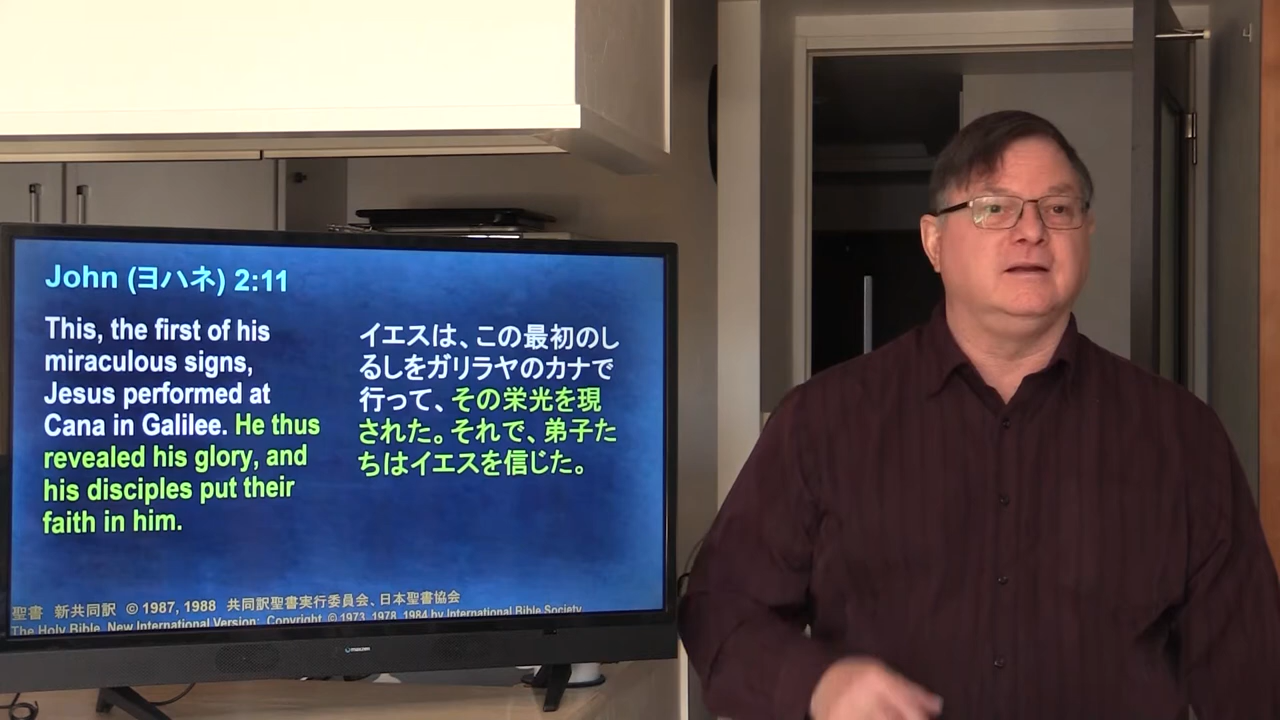 John (ヨハネ) 2:11
This, the first of his
miraculous signs,
Jesus performed at
Cana in Galilee. He thus
revealed his glory, and
his disciples put their
faith in him.
イエスは、この最初のし
るしをガリラヤのカナで
行って、その栄光を現
された。それで、弟子た
ちはイエスを信じた。
聖書 新共同訳 © 1987, 1988 共同訳聖書実行委員会、日本聖書協会
The Holy Bible, New International Version; Copyright © 1973, 1978, 1984 by International Bible Society
maxzen